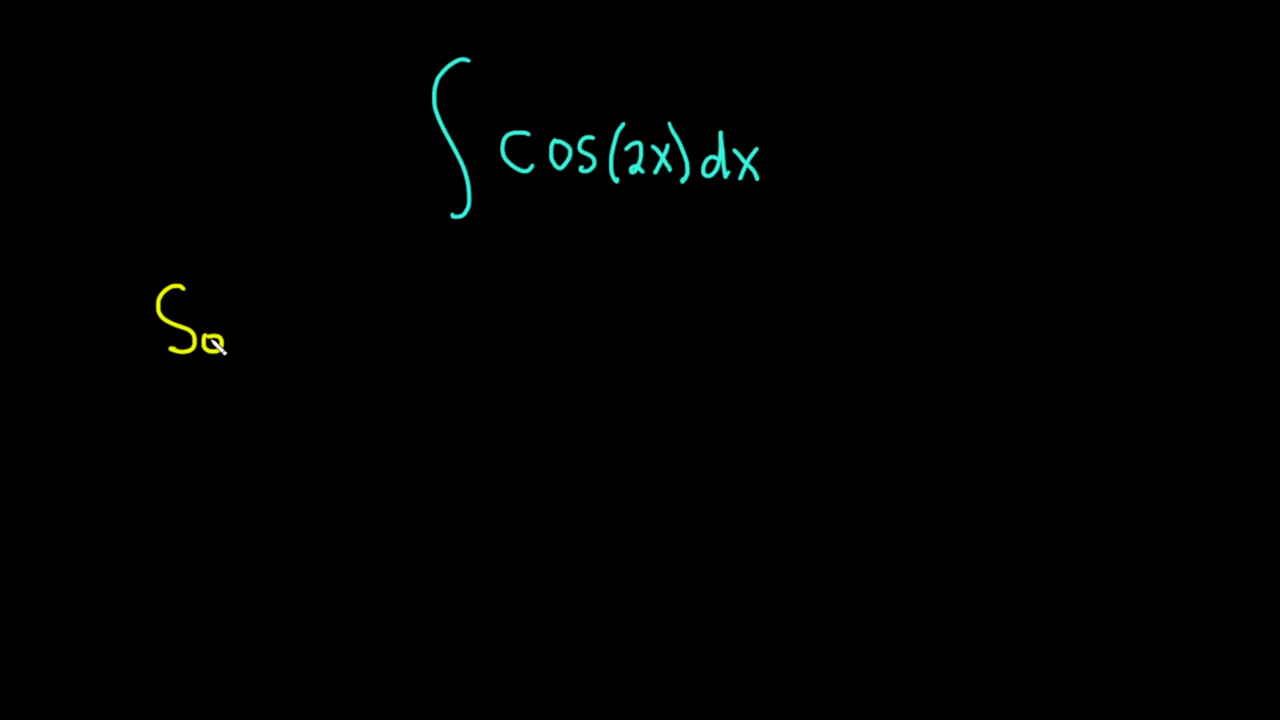 ∫ cos(2x) dx
So